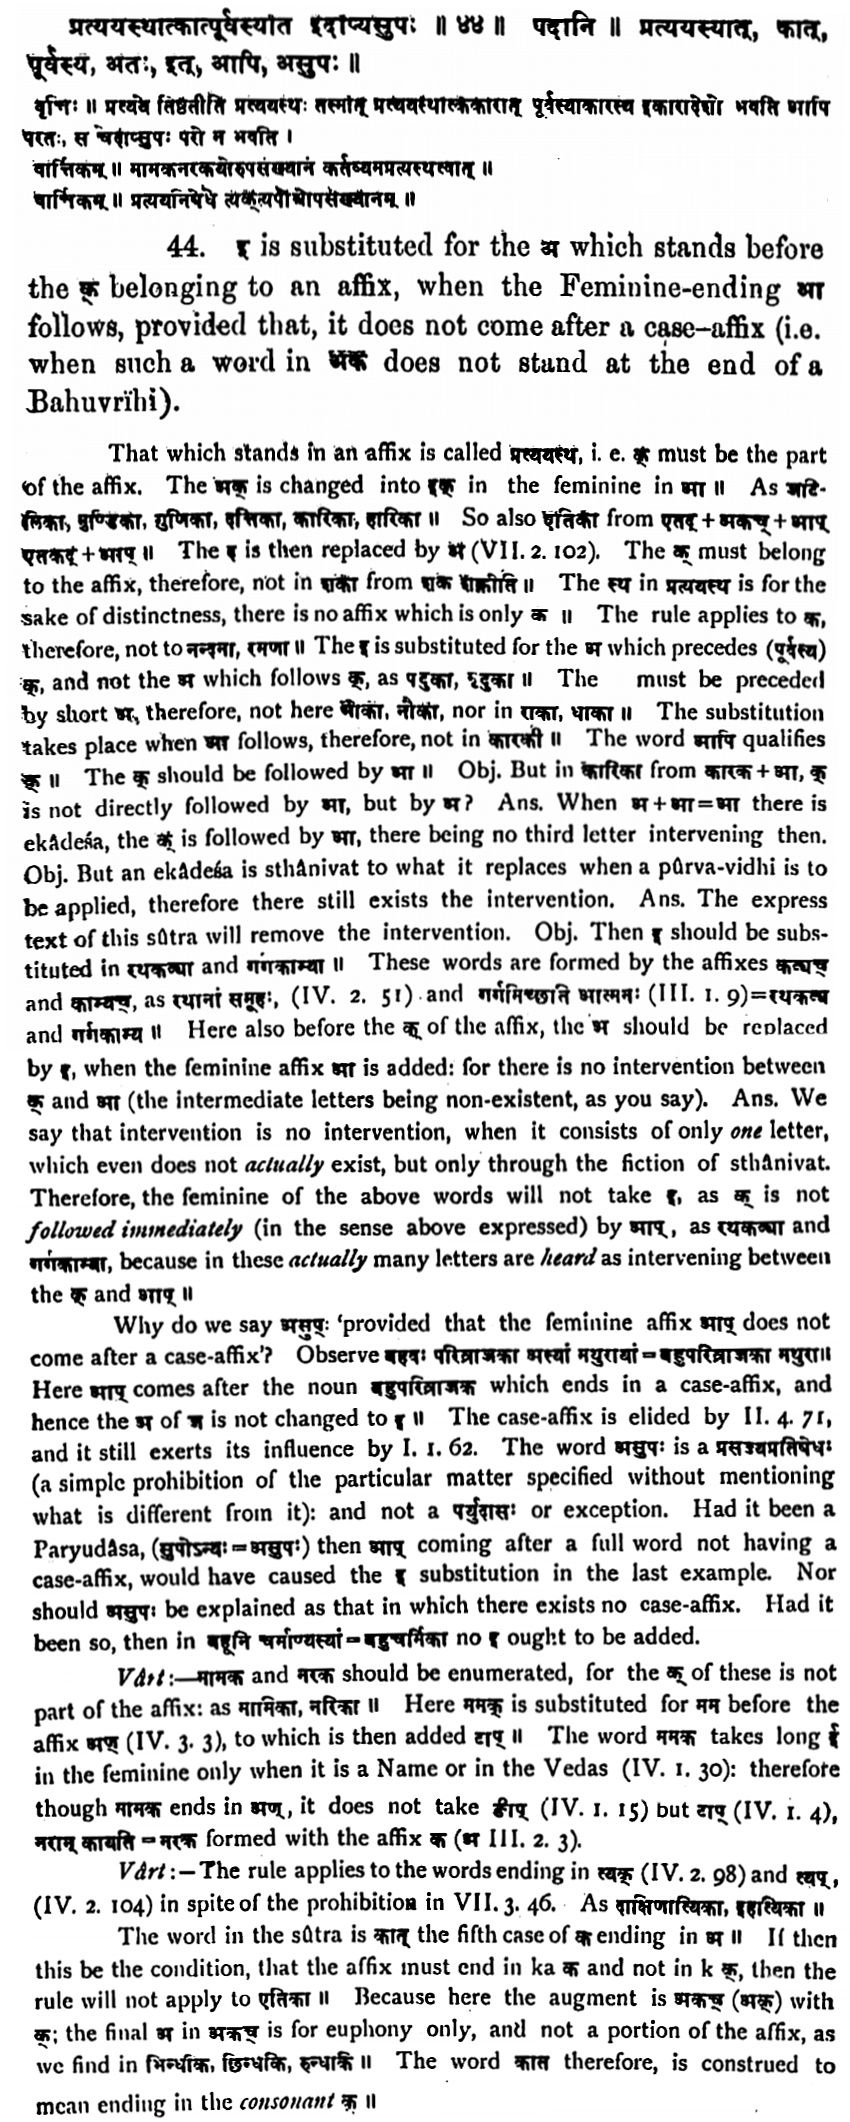 प्रत्ययस्थात्कात्पूर्वस्यात इदाप्यसुपः ॥ ४४ ॥ पदानि ॥ प्रत्ययस्थात्, कात्,
पूर्वस्य, अतः, इत्, आपि, असुपः ॥
वृत्तिः ॥ प्रत्यये तिष्ठतीति प्रत्ययस्थः तस्मात् प्रत्ययस्थात्ककारात् पूर्वस्याकारस्य इकारादेशो भवति आपि
परतः, स चेदाप्सुपः परो न भवति ।
वार्त्तिकम् ॥ मामकनरकयोरुपसंख्यानं कर्तव्यमप्रत्यस्थत्वात् ॥
वार्त्तिकम् ॥ प्रत्ययनिषेधे त्यक्त्यपोश्चोपसंख्यानम् ॥
44. इ is substituted for the अ which stands before
the क् belonging to an affix, when the Feminine-ending आ
follows, provided that, it does not come after a case-affix (i.e.
when such a word in अक does not stand at the end of a
Bahuvrïhi).
That which stands in an affix is called प्रत्ययस्थ, i. e. क् must be the part
of the affix. The अक् is changed into इक् in the feminine in आ ॥ As जटि-
लिका, मुण्डिका, गुणिका, दत्तिका, कारिका, हारिका ॥ So also एतिका from एतद् + अकच् + आप्
एतकद् + आप् ॥ The द् is then replaced by अ (VII. 2. 102). The क् must belong
to the affix, therefore, not in शका from शक शक्नोति ॥ The स्थ in प्रत्ययस्थ is for the
sake of distinctness, there is no affix which is only क ॥ The rule applies to क,
therefore, not to नन्दना, रमणा ॥ The इ is substituted for the अ which precedes (पूर्वस्य)
क्, and not the अ which follows क्, as पटुका, मृदुका ॥ The must be preceded
by short अ, therefore, not here गोका, नौका, nor in राका, धाका ॥ The substitution
takes place when आ follows, therefore, not in कारकी ॥ The word आपि qualifies
क् ॥ The क् should be followed by आ ॥ Obj. But in कारिका from कारक + आ, क्
is not directly followed by आ, but by अ? Ans. When अ + आ = आ there is
ekâdeśa, the क् is followed by आ, there being no third letter intervening then.
Obj. But an ekâdeśa is sthânivat to what it replaces when a pûrva-vidhi is to
be applied, therefore there still exists the intervention. Ans. The express
text of this sûtra will remove the intervention. Obj. Then इ should be subs-
tituted in रथकट्या and गर्गकाम्या ॥ These words are formed by the affixes कट्यच्
and काम्यच्, as रथानां समूहः, (IV. 2. 51) and गर्गमिच्छति आत्मनः (III. 1. 9) = रथकट्य
and गर्गकाम्य ॥ Here also before the क् of the affix, the अ should be replaced
by इ, when the feminine affix आ is added: for there is no intervention between
क् and आ (the intermediate letters being non-existent, as you say). Ans. We
say that intervention is no intervention, when it consists of only one letter,
which even does not actually exist, but only through the fiction of sthânivat.
Therefore, the feminine of the above words will not take इ, as क् is not
followed immediately (in the sense above expressed) by आप्, as रथकट्या and
गर्गकाम्या, because in these actually many letters are heard as intervening between
the क् and आप् ॥
Why do we say असुपः 'provided that the feminine affix आप् does not
come after a case-affix'? Observe बहवः परिव्राजका अस्यां मथुरायां = बहुपरिव्राजका मथुरा ॥
Here आप् comes after the noun बहुपरिव्राजक which ends in a case-affix, and
hence the अ of ज is not changed to इ ॥ The case-affix is elided by II. 4. 71,
and it still exerts its influence by I. 1. 62. The word असुपः is a प्रसज्यप्रतिषेधः
(a simple prohibition of the particular matter specified without mentioning
what is different from it): and not a पर्युदासः or exception. Had it been a
Paryudâsa, (सुपोऽन्यः = असुपः) then आप् coming after a full word not having a
case-affix, would have caused the इ substitution in the last example. Nor
should असुपः be explained as that in which there exists no case-affix. Had it
been so, then in बहूनि चर्माण्यस्यां = बहुचर्मिका no इ ought to be added.
Vârt:—मामक and नरक should be enumerated, for the क् of these is not
part of the affix: as मामिका, नरिका ॥ Here ममक् is substituted for मम before the
affix अण् (IV. 3. 3), to which is then added टाप् ॥ The word ममक takes long ई
in the feminine only when it is a Name or in the Vedas (IV. 1. 30): therefore
though मामक ends in अण्, it does not take ङीप् (IV. 1. 15) but टाप् (IV. 1. 4),
नराम् कायति = नरक formed with the affix क (अ III. 2. 3).
Vârt:—The rule applies to the words ending in त्यक् (IV. 2. 98) and त्यप्,
(IV. 2. 104) in spite of the prohibition in VII. 3. 46. As दाक्षिणात्यिका, इहत्यिका ॥
The word in the sûtra is कात् the fifth case of क ending in अ ॥ If then
this be the condition, that the affix must end in ka क and not in k क्, then the
rule will not apply to एतिका ॥ Because here the augment is अकच् (अक्) with
क्; the final अ in अकच् is for euphony only, and not a portion of the affix, as
we find in भिन्धकि, छिन्धकि, रुन्धकि ॥ The word कात therefore, is construed to
mean ending in the consonant क् ॥